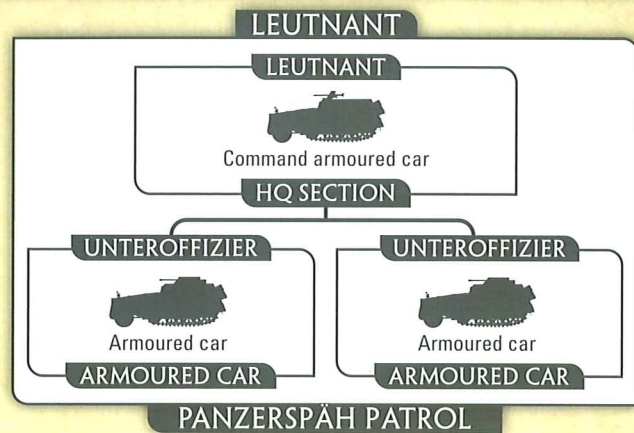 LEUTNANT
LEUTNANT
Command armoured car
HQ SECTION
UNTEROFFIZIER
UNTEROFFIZIER
Armoured car
Armoured car
ARMOURED CAR
ARMOURED CAR
PANZERSPÄH PATROL